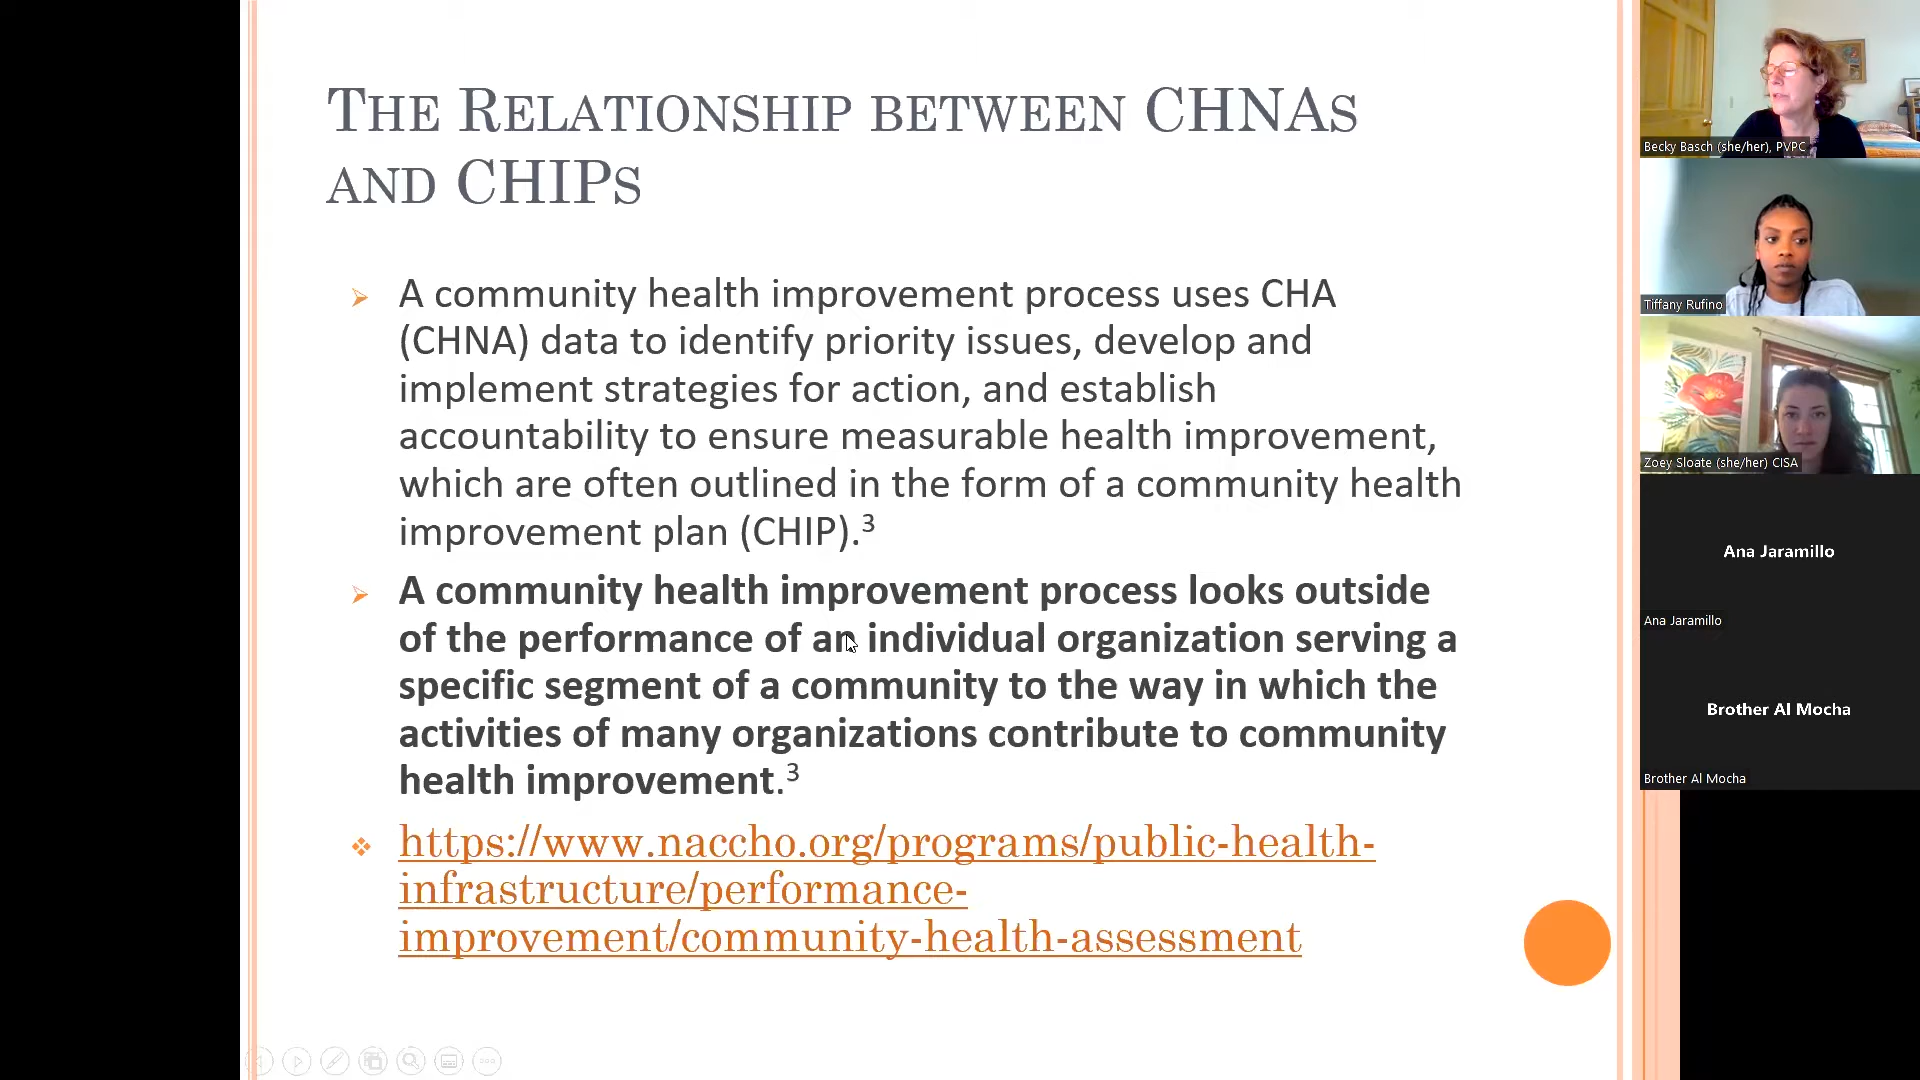 THE RELATIONSHIP BETWEEN CHNAS
AND CHIPS
A community health improvement process uses CHA
(CHNA) data to identify priority issues, develop and
implement strategies for action, and establish
accountability to ensure measurable health improvement,
which are often outlined in the form of a community health
improvement plan (CHIP).³
A community health improvement process looks outside
of the performance of an individual organization serving a
specific segment of a community to the way in which the
activities of many organizations contribute to community
health improvement.³
https://www.naccho.org/programs/public-health-
infrastructure/performance-
improvement/community-health-assessment
Becky Basch (she/her), PVPC
Tiffany Rufino
Zoey Sloate (she/her) CISA
Ana Jaramillo
Ana Jaramillo
Brother Al Mocha
Brother Al Mocha